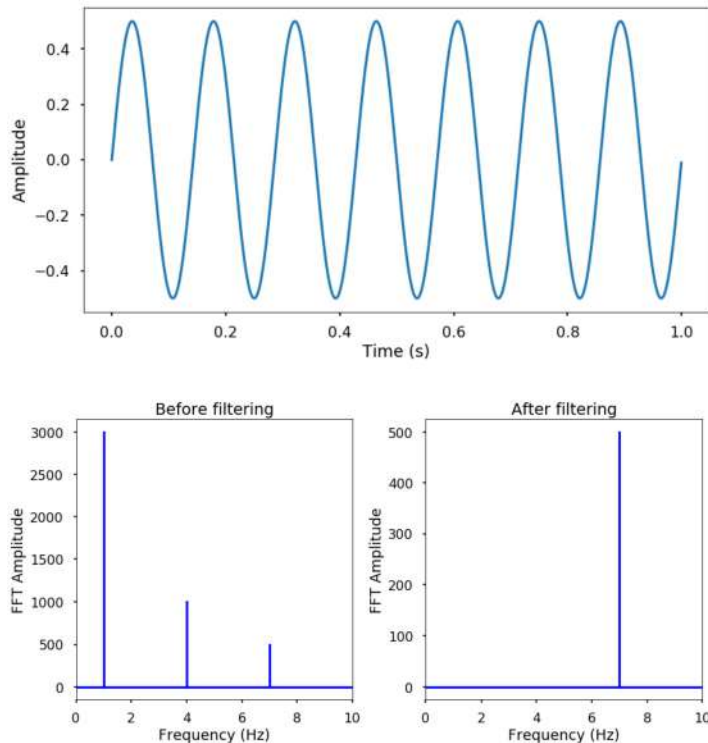 0.4
0.2
0.0
−0.2
−0.4
Amplitude
0.0 0.2 0.4 0.6 0.8 1.0
Time (s)
Before filtering
3000
2500
2000
1500
1000
500
0
FFT Amplitude
0 2 4 6 8 10
Frequency (Hz)
After filtering
500
400
300
200
100
0
FFT Amplitude
0 2 4 6 8 10
Frequency (Hz)